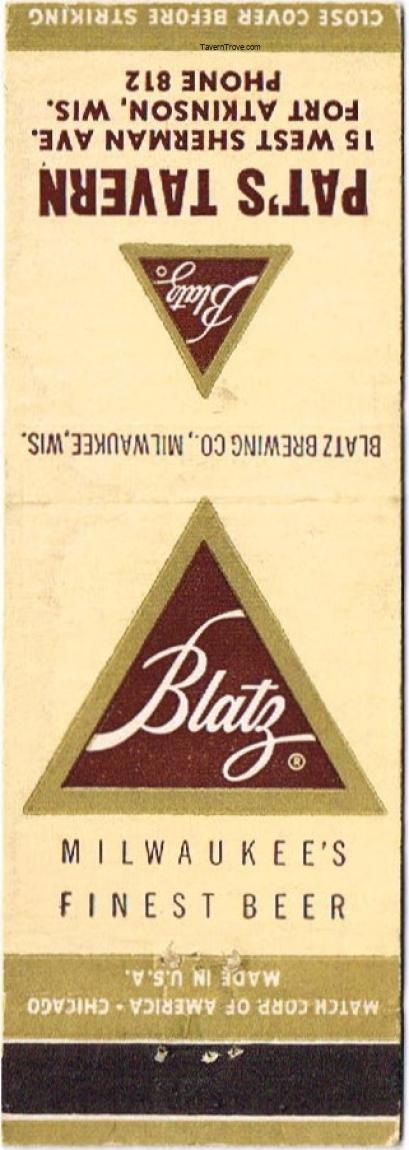 CLOSE COVER BEFORE STRIKING
TavernTrove.com
PAT'S TAVERN
15 WEST SHERMAN AVE.
FORT ATKINSON, WIS.
PHONE 812
Blatz®
BLATZ BREWING CO., MILWAUKEE, WIS.
Blatz®
MILWAUKEE'S
FINEST BEER
MATCH CORP. OF AMERICA • CHICAGO
MADE IN U.S.A.